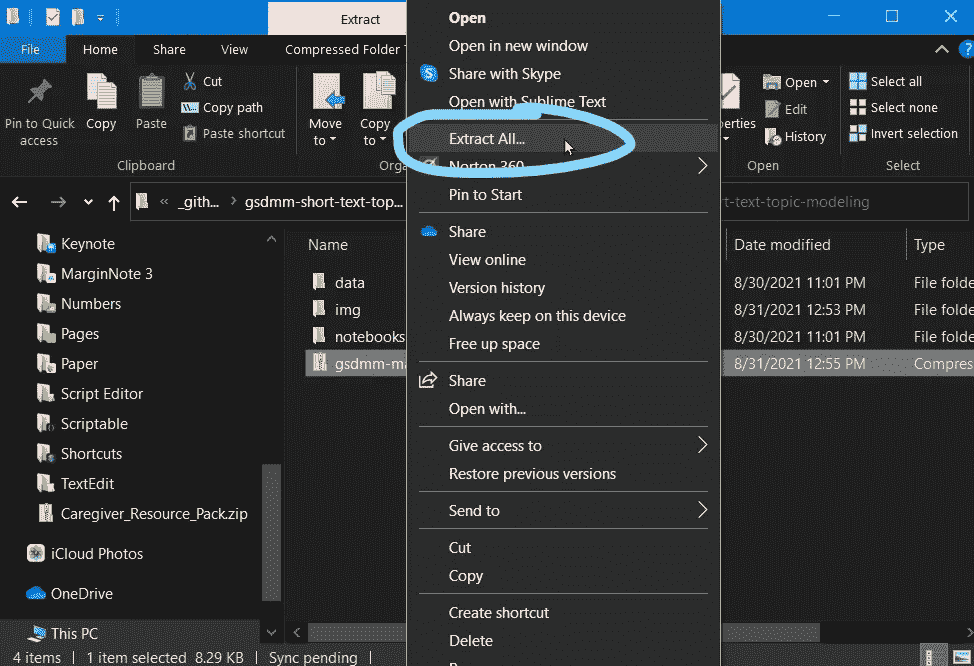 Extract
File Home Share View Compressed Folder
Pin to Quick access
Copy
Paste
Cut
Copy path
Paste shortcut
Clipboard
Move to
Copy to
Orga
perties
Open
Edit
History
Open
Select all
Select none
Invert selection
Select
« _gith... > gsdmm-short-text-top...
rt-text-topic-modeling
Keynote
MarginNote 3
Numbers
Pages
Paper
Script Editor
Scriptable
Shortcuts
TextEdit
Caregiver_Resource_Pack.zip
iCloud Photos
OneDrive
This PC
Name Date modified Type
data 8/30/2021 11:01 PM File folde
img 8/31/2021 12:53 PM File folde
notebooks 8/30/2021 11:01 PM File folde
gsdmm-ma 8/31/2021 12:55 PM Compres
Open
Open in new window
Share with Skype
Open with Sublime Text
Extract All...
Norton 360
Pin to Start
Share
View online
Version history
Always keep on this device
Free up space
Share
Open with...
Give access to
Restore previous versions
Send to
Cut
Copy
Create shortcut
Delete
4 items 1 item selected 8.29 KB Sync pending